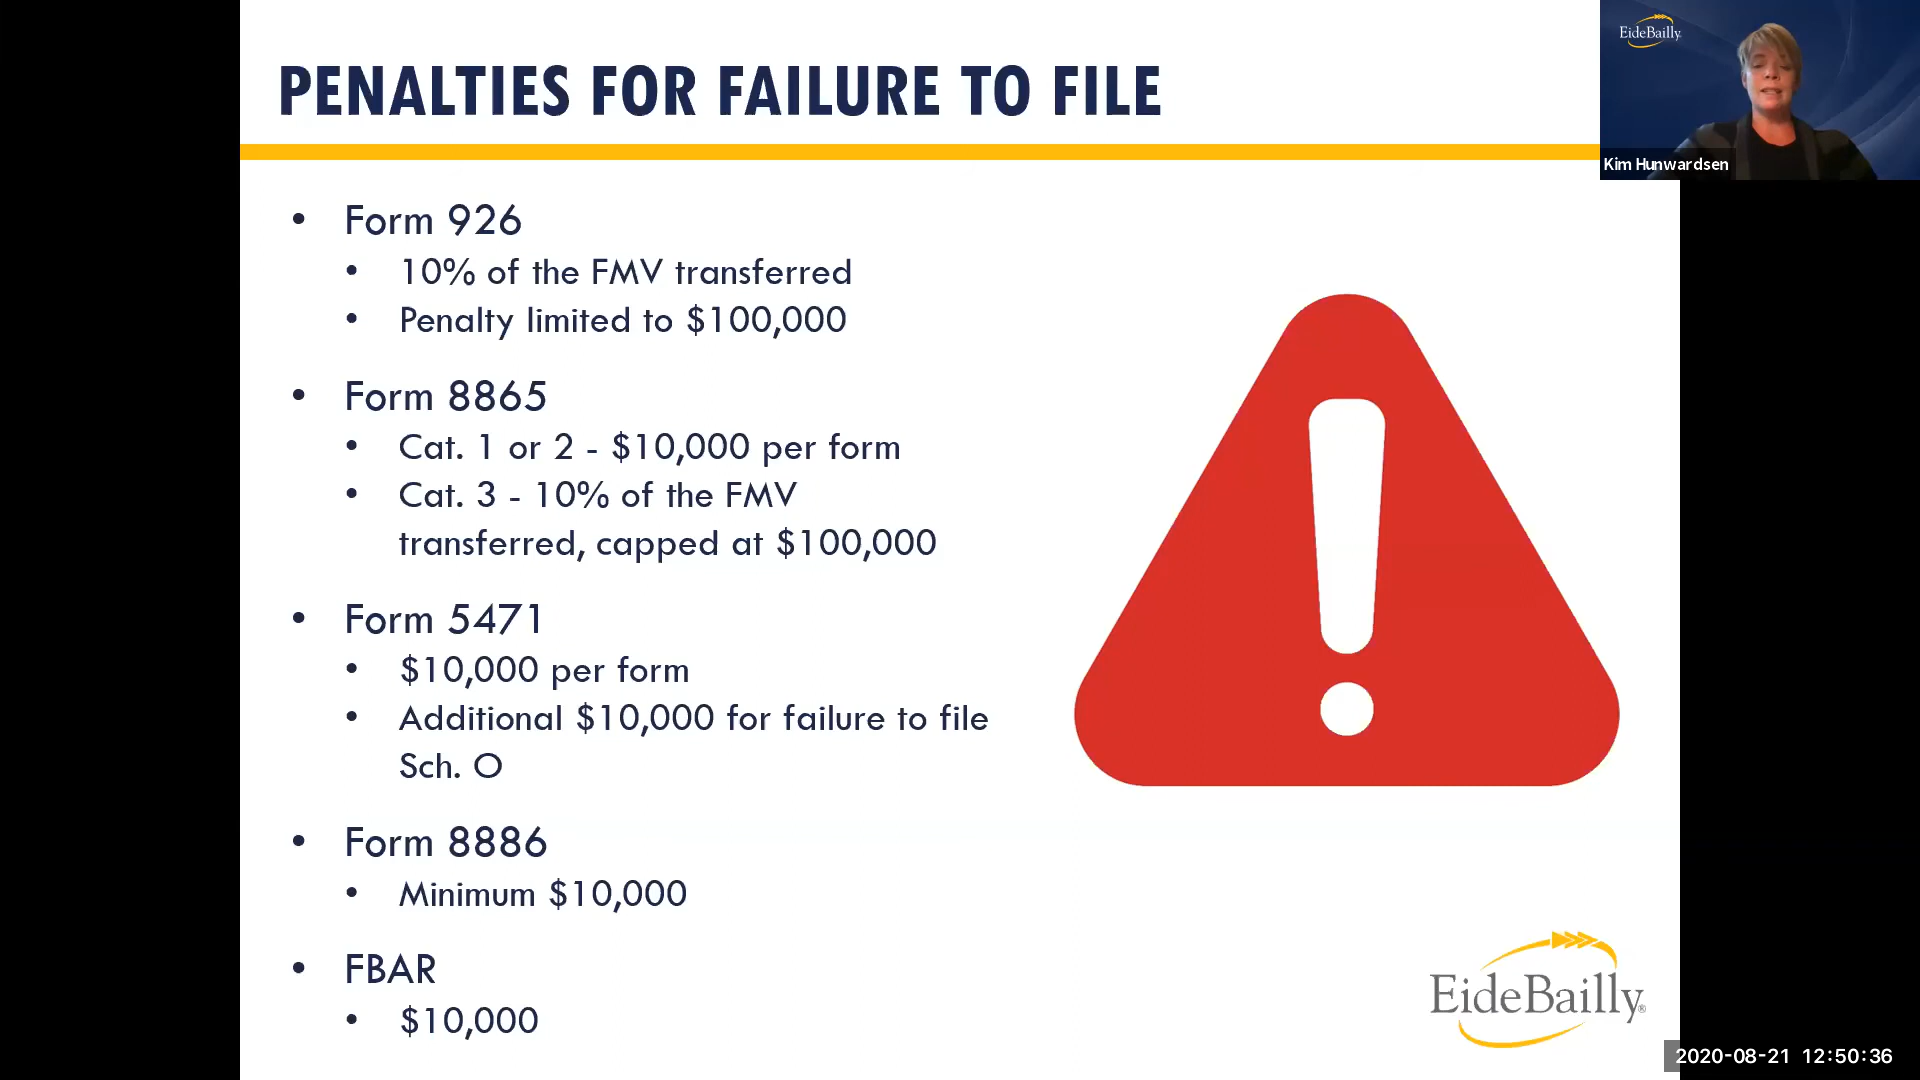 PENALTIES FOR FAILURE TO FILE
EideBailly
Kim Hunwardsen
• Form 926
• 10% of the FMV transferred
• Penalty limited to $100,000
• Form 8865
• Cat. 1 or 2 - $10,000 per form
• Cat. 3 - 10% of the FMV
transferred, capped at $100,000
• Form 5471
• $10,000 per form
• Additional $10,000 for failure to file
Sch. O
• Form 8886
• Minimum $10,000
• FBAR
• $10,000
EideBailly®
2020-08-21 12:50:36